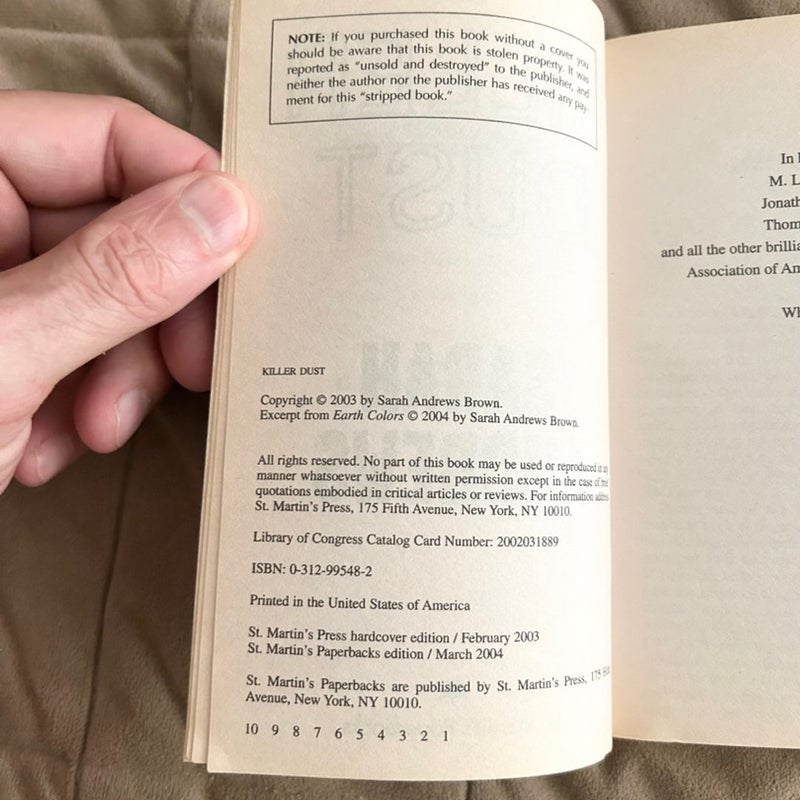 NOTE: If you purchased this book without a cover you
should be aware that this book is stolen property. It was
reported as "unsold and destroyed" to the publisher, and
neither the author nor the publisher has received any pay-
ment for this "stripped book."
KILLER DUST
Copyright © 2003 by Sarah Andrews Brown.
Excerpt from Earth Colors © 2004 by Sarah Andrews Brown.
All rights reserved. No part of this book may be used or reproduced in any
manner whatsoever without written permission except in the case of brief
quotations embodied in critical articles or reviews. For information address
St. Martin's Press, 175 Fifth Avenue, New York, NY 10010.
Library of Congress Catalog Card Number: 2002031889
ISBN: 0-312-99548-2
Printed in the United States of America
St. Martin's Press hardcover edition / February 2003
St. Martin's Paperbacks edition / March 2004
St. Martin's Paperbacks are published by St. Martin's Press, 175 Fifth
Avenue, New York, NY 10010.
10 9 8 7 6 5 4 3 2 1
In
M. L
Jonath
Thom
and all the other brillia
Association of Am
Wh